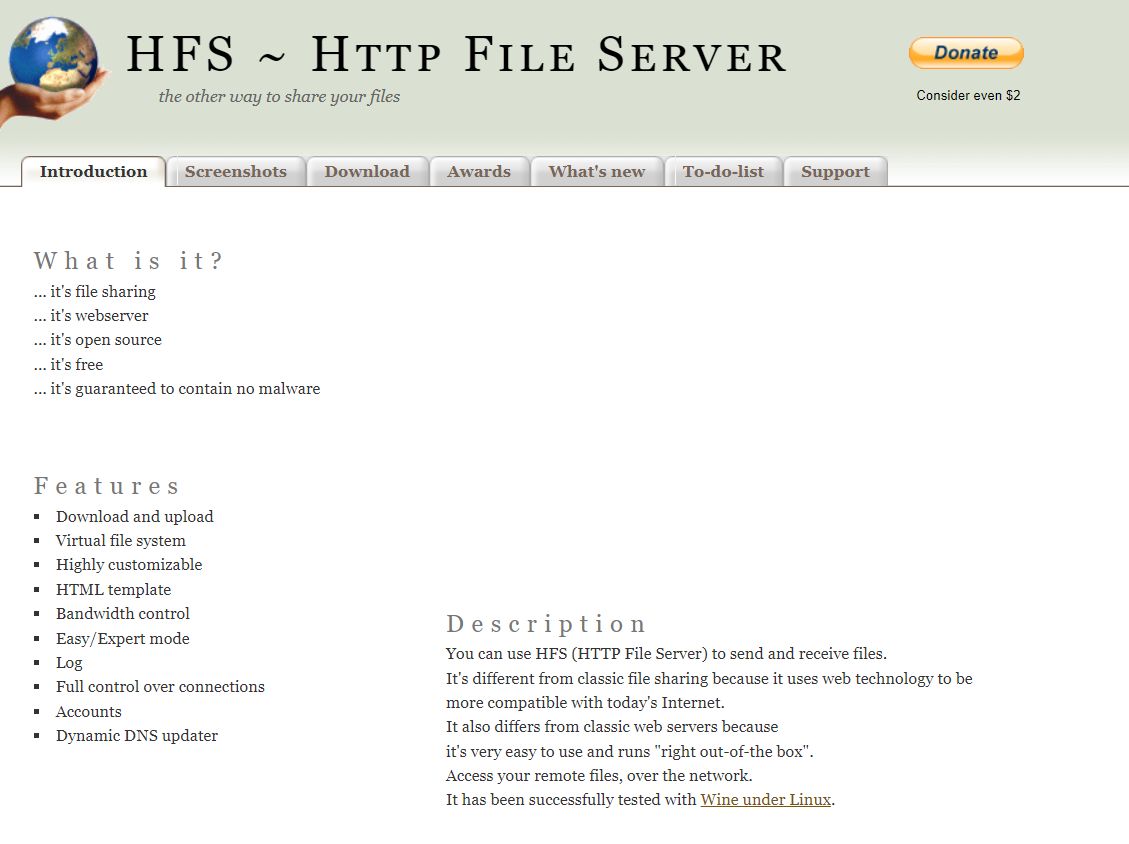 HFS ~ HTTP FILE SERVER
the other way to share your files
Donate
Consider even $2
Introduction
Screenshots
Download
Awards
What's new
To-do-list
Support
What is it?
... it's file sharing
... it's webserver
... it's open source
... it's free
... it's guaranteed to contain no malware
Features
Download and upload
Virtual file system
Highly customizable
HTML template
Bandwidth control
Easy/Expert mode
Log
Full control over connections
Accounts
Dynamic DNS updater
Description
You can use HFS (HTTP File Server) to send and receive files.
It's different from classic file sharing because it uses web technology to be
more compatible with today's Internet.
It also differs from classic web servers because
it's very easy to use and runs "right out-of-the box".
Access your remote files, over the network.
It has been successfully tested with Wine under Linux.